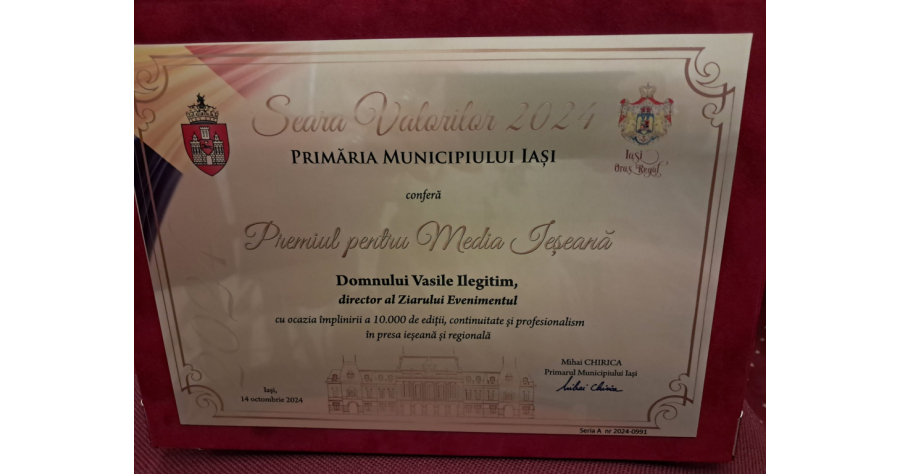 Seara Valorilor 2024
PRIMĂRIA MUNICIPIULUI IAȘI
Iași
Oraș Regal
conferă
Premiul pentru Media Ieșeană
Domnului Vasile Ilegitim,
director al Ziarului Evenimentul
cu ocazia împlinirii a 10.000 de ediții, continuitate și profesionalism
în presa ieșeană și regională
Mihai CHIRICA
Primarul Municipiului Iași
Mihai Chirica
Iași,
14 octombrie 2024
Seria A nr 2024-0991